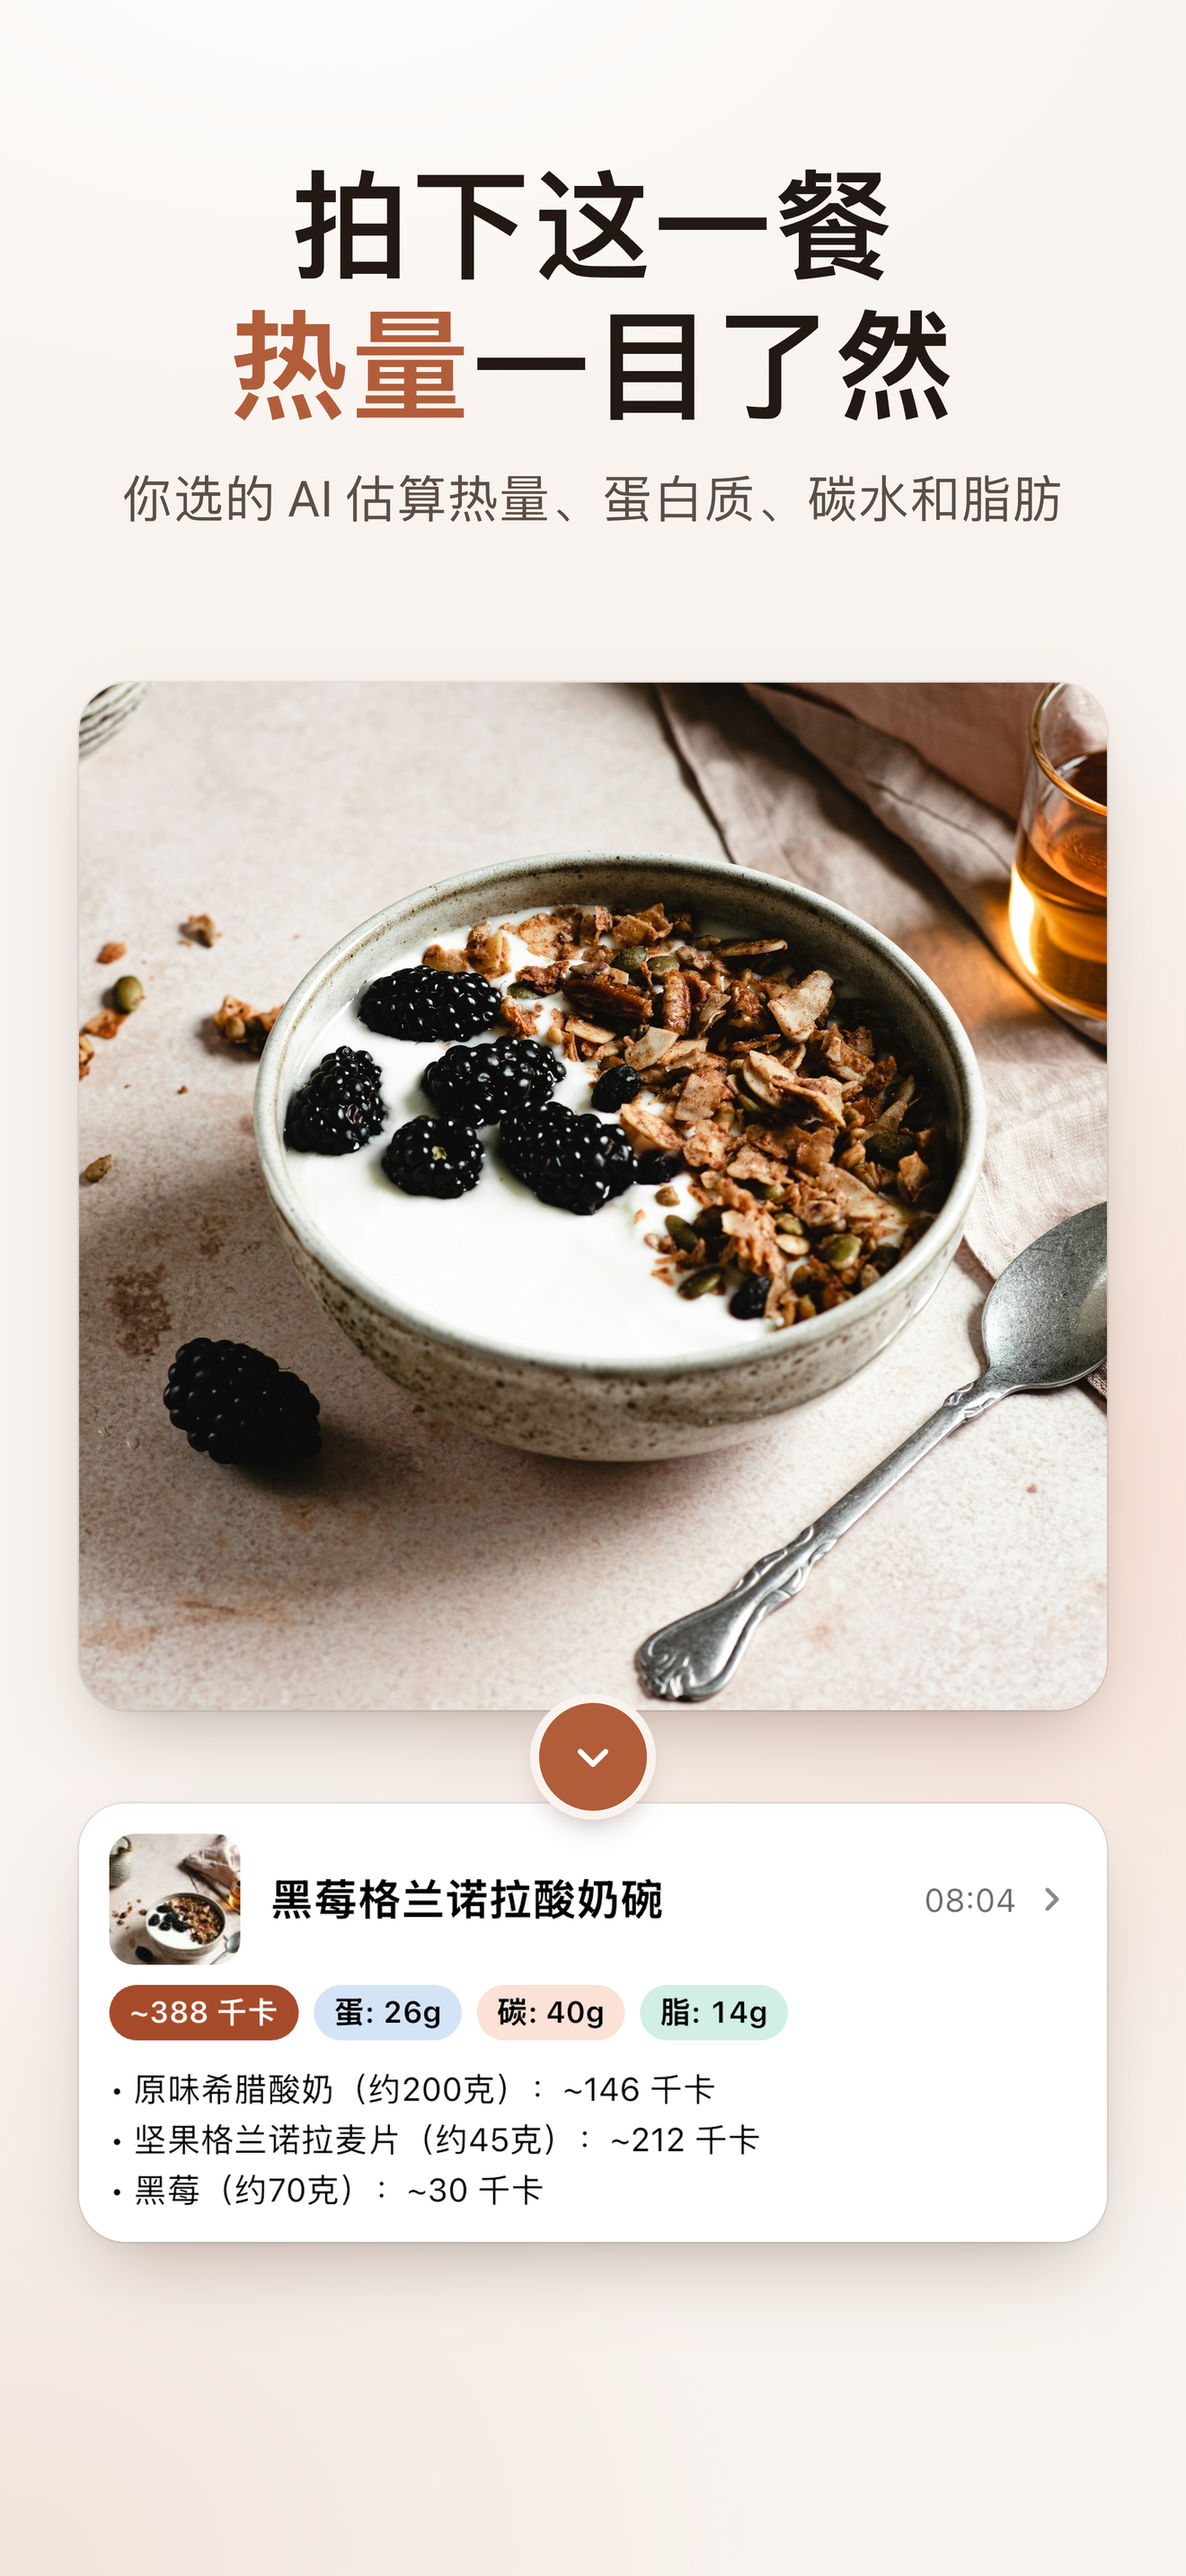 拍下这一餐
热量一目了然
你选的 AI 估算热量、蛋白质、碳水和脂肪
黑莓格兰诺拉酸奶碗
08:04
~388 千卡 蛋: 26g 碳: 40g 脂: 14g
• 原味希腊酸奶（约200克）：~146 千卡
• 坚果格兰诺拉麦片（约45克）：~212 千卡
• 黑莓（约70克）：~30 千卡